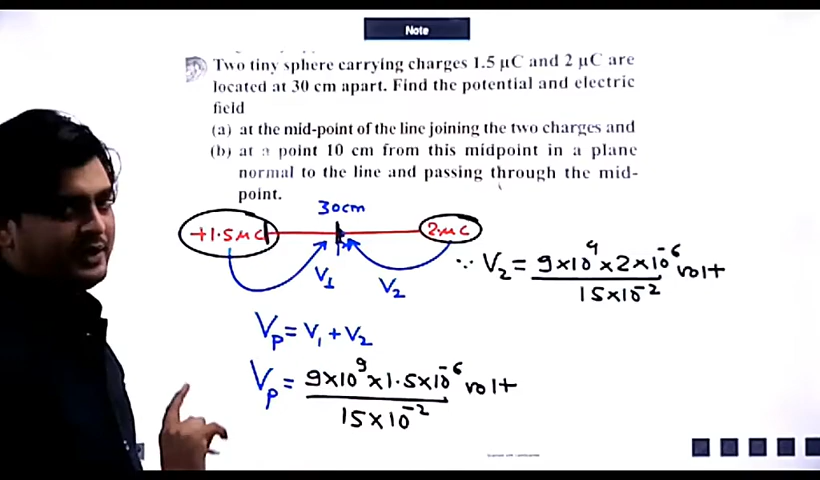 Note
Two tiny sphere carrying charges 1.5 μC and 2 μC are
located at 30 cm apart. Find the potential and electric
field
(a) at the mid-point of the line joining the two charges and
(b) at a point 10 cm from this midpoint in a plane
normal to the line and passing through the mid-
point.
30cm
+1.5μC
2μC
V₁
V₂
∵ V₂ = 9×10⁹×2×10⁻⁶ volt
15×10⁻²
Vₚ = V₁ + V₂
Vₚ = 9×10⁹×1.5×10⁻⁶ volt
15×10⁻²